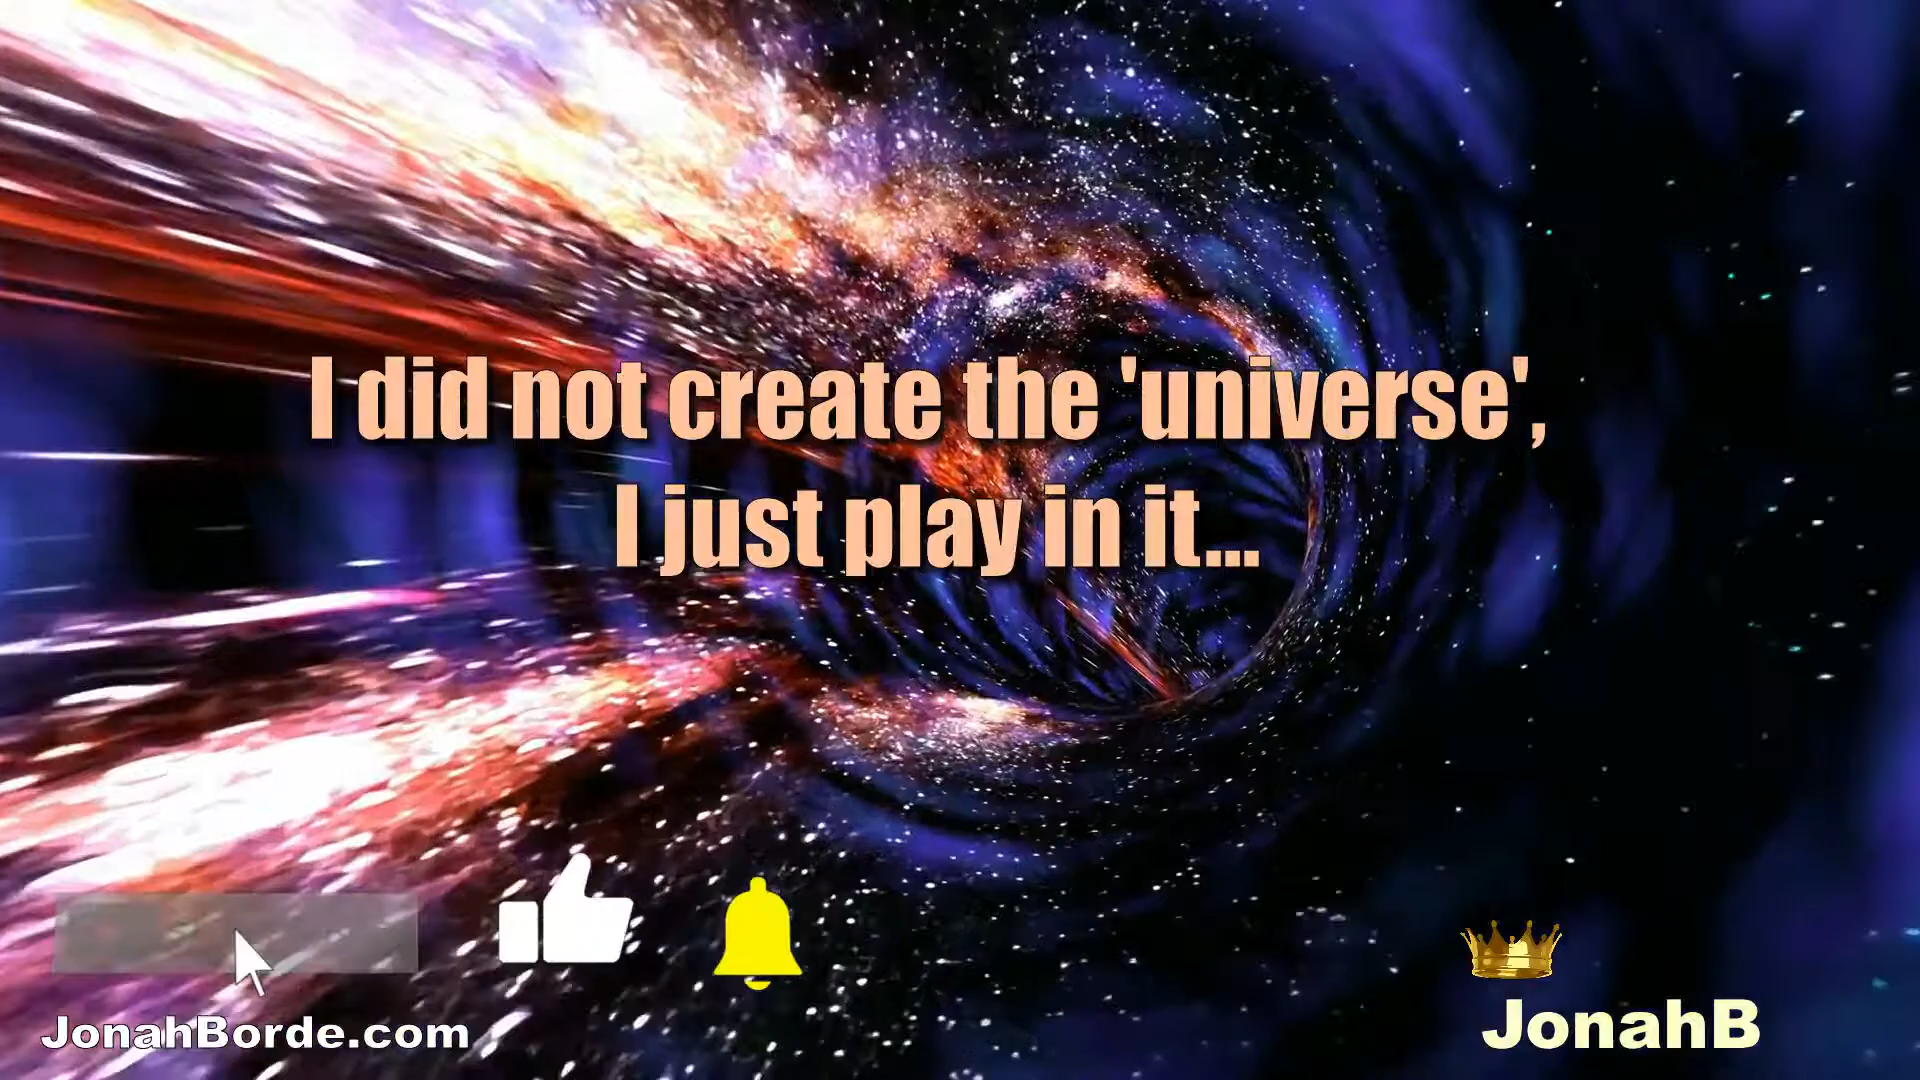 I did not create the 'universe',
I just play in it...
JonahBorde.com
JonahB